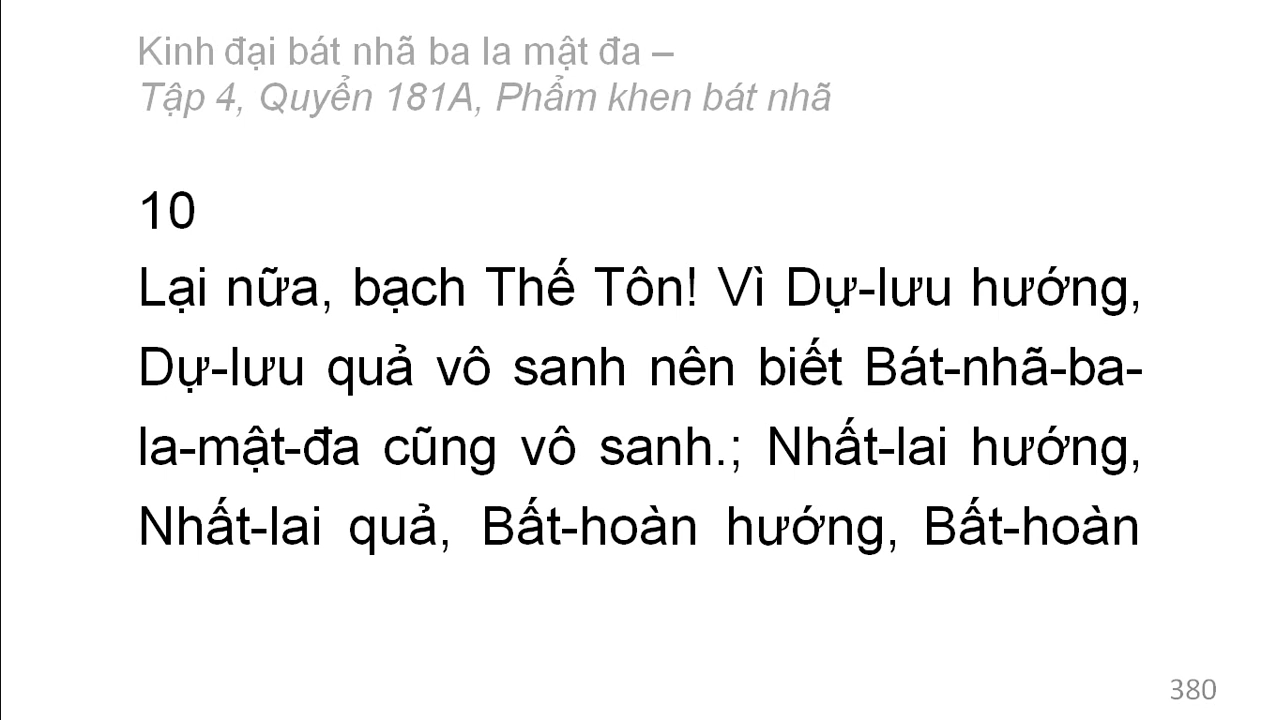 Kinh đại bát nhã ba la mật đa –
Tập 4, Quyển 181A, Phẩm khen bát nhã
10
Lại nữa, bạch Thế Tôn! Vì Dự-lưu hướng,
Dự-lưu quả vô sanh nên biết Bát-nhã-ba-
la-mật-đa cũng vô sanh.; Nhất-lai hướng,
Nhất-lai quả, Bất-hoàn hướng, Bất-hoàn
380